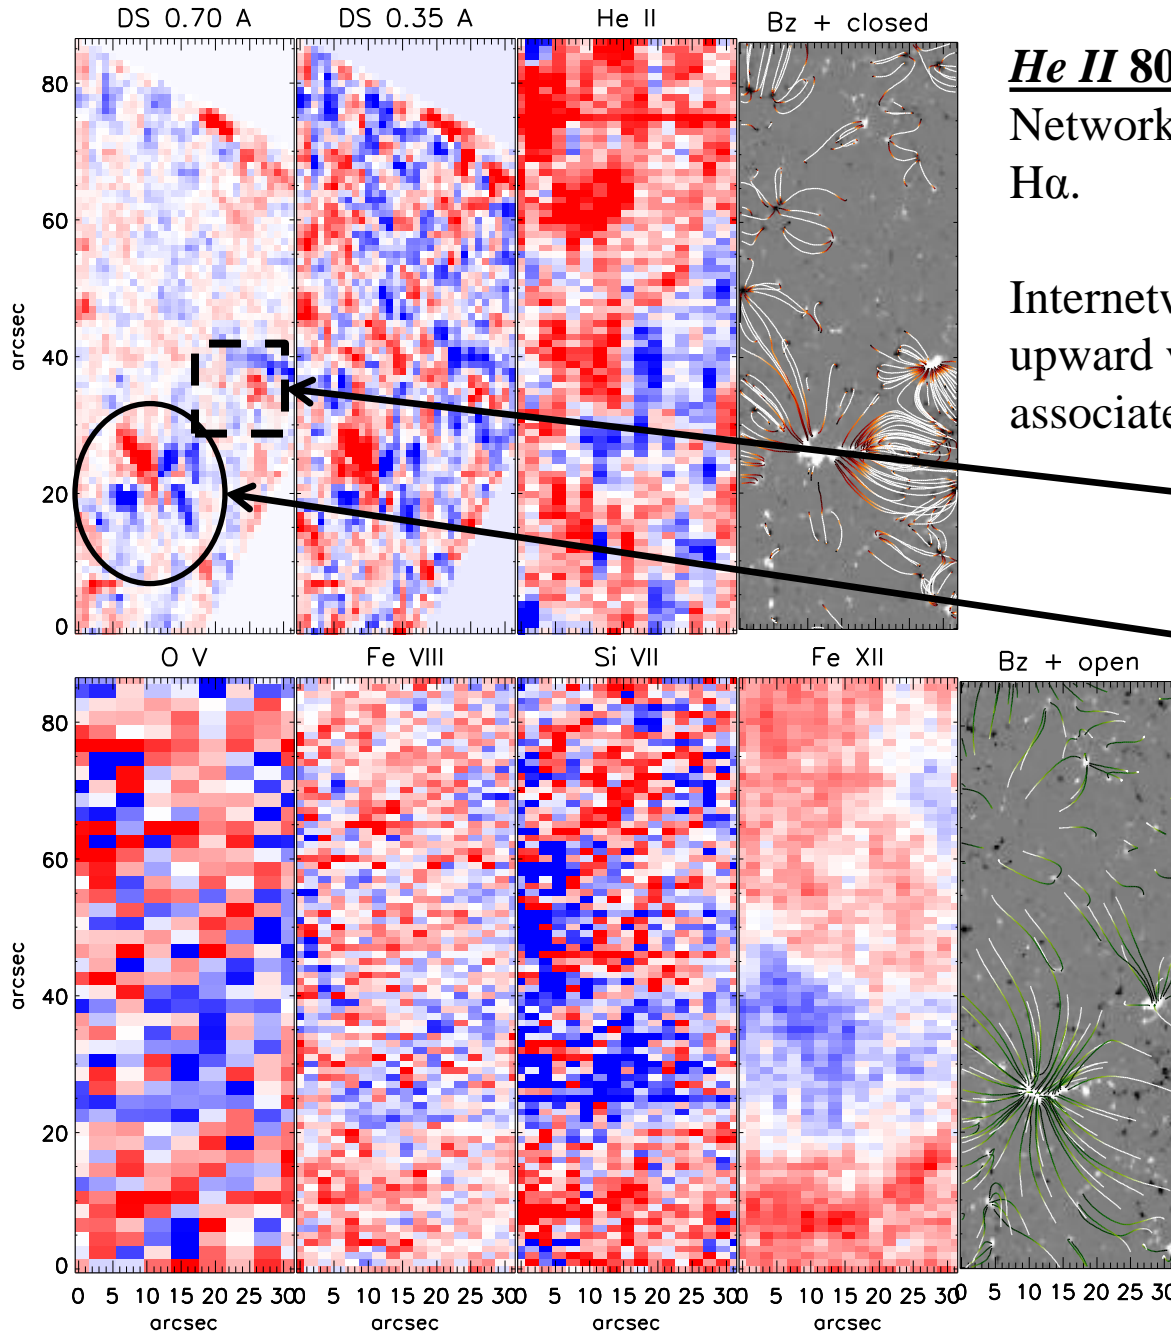 DS 0.70 A
DS 0.35 A
He II
Bz + closed
He II 80
Network
Hα.
Internetw
upward v
associate
80
60
40
20
0
arcsec
O V
Fe VIII
Si VII
Fe XII
Bz + open
80
60
40
20
0
arcsec
0 5 10 15 20 25 30
0 5 10 15 20 25 30
0 5 10 15 20 25 30
0 5 10 15 20 25 30
0 5 10 15 20 25 30
arcsec
arcsec
arcsec
arcsec
arcsec